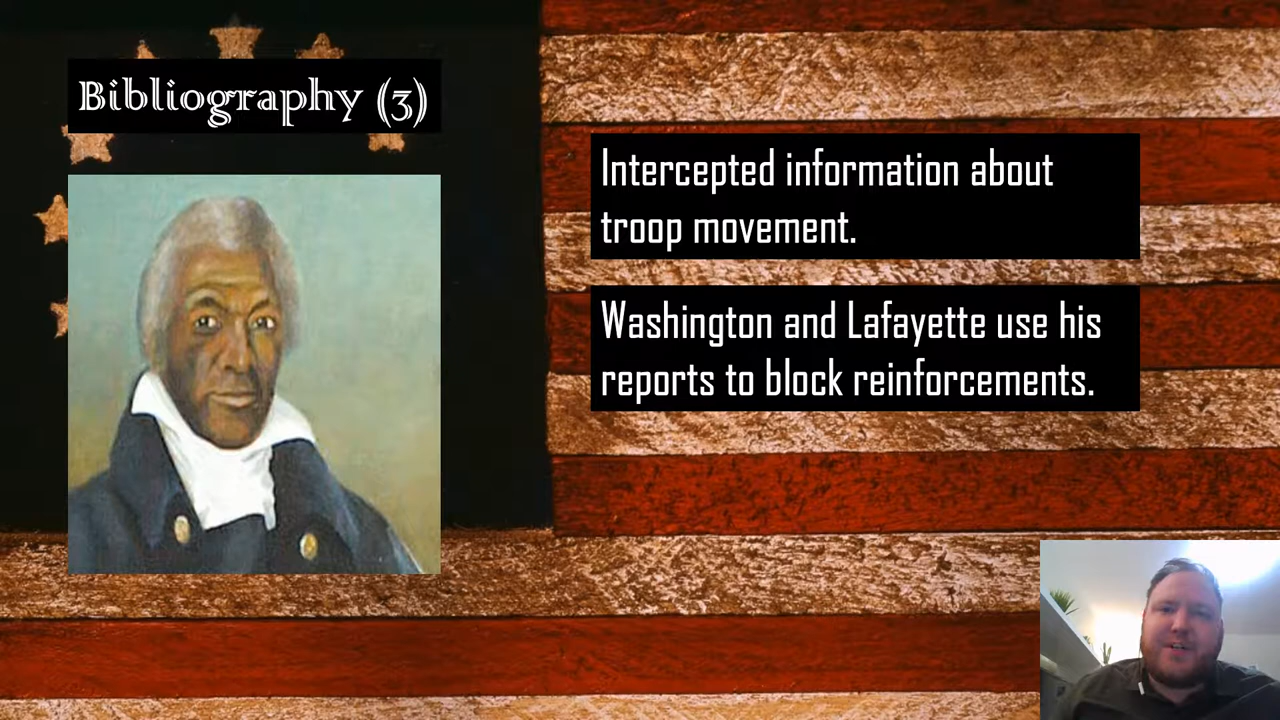 Bibliography (3)
Intercepted information about
troop movement.
Washington and Lafayette use his
reports to block reinforcements.